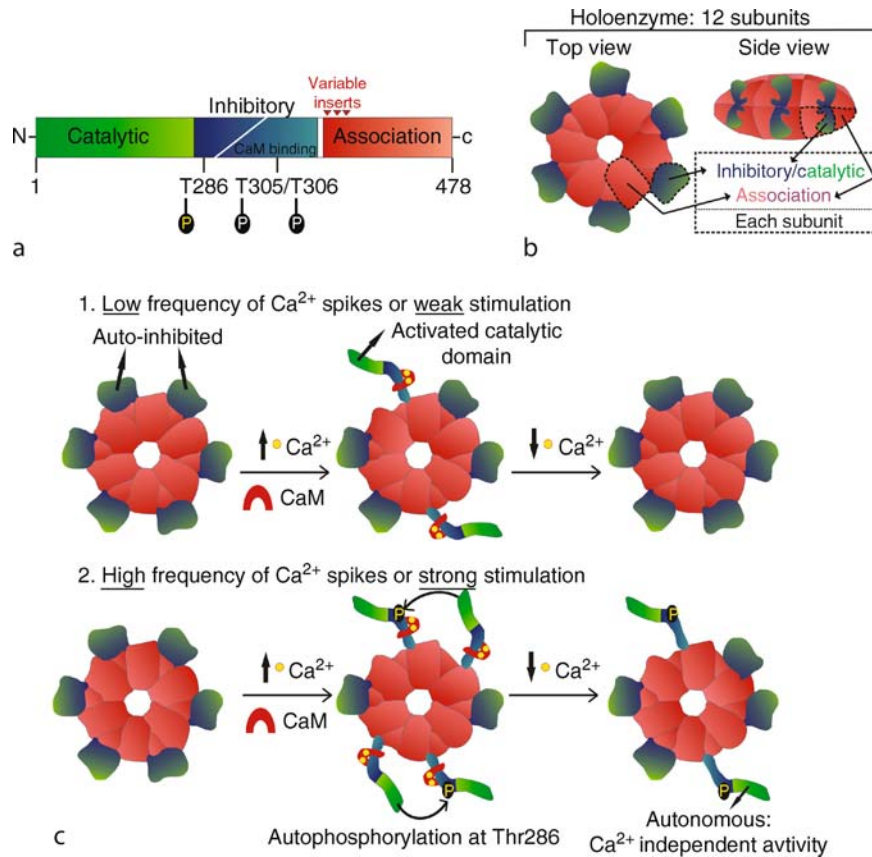 Variable
inserts
Inhibitory
N
Catalytic
CaM binding
Association
c
1
T286
T305/T306
478
P
P
P
a
Holoenzyme: 12 subunits
Top view
Side view
Inhibitory/catalytic
Association
Each subunit
b
1. Low frequency of Ca²⁺ spikes or weak stimulation
Auto-inhibited
Activated catalytic
domain
Ca²⁺
CaM
Ca²⁺
2. High frequency of Ca²⁺ spikes or strong stimulation
P
P
Ca²⁺
CaM
Ca²⁺
P
P
Autophosphorylation at Thr286
Autonomous:
Ca²⁺ independent avtivity
c